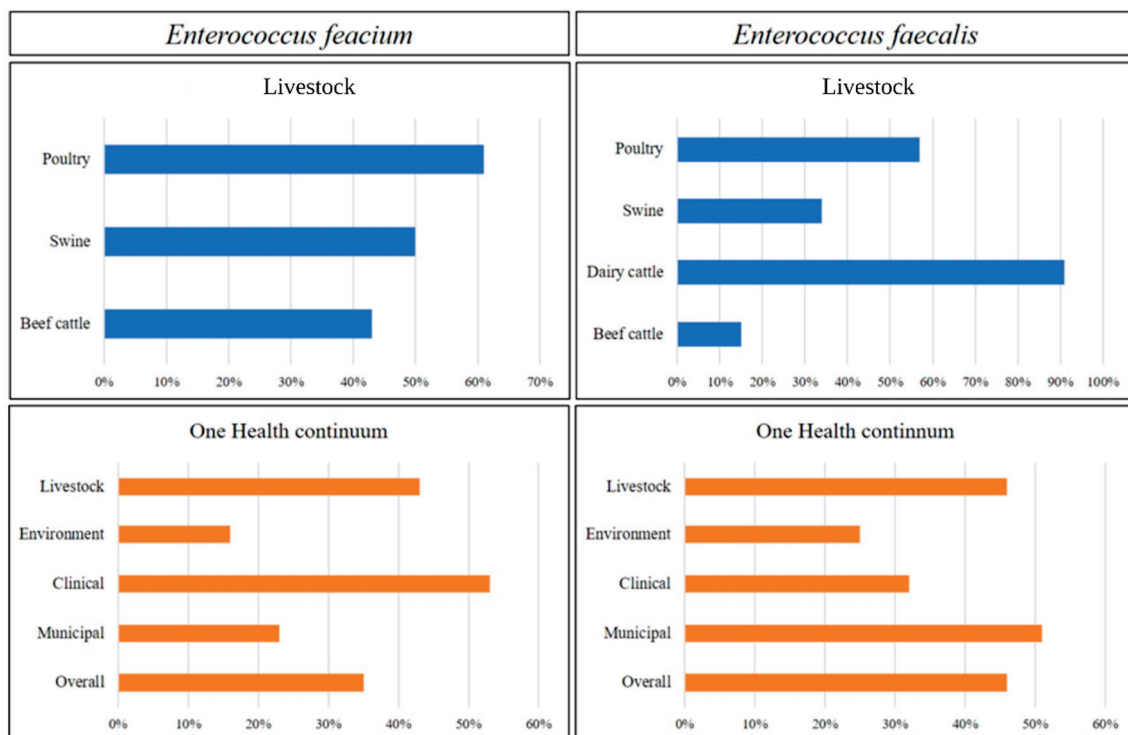 Enterococcus feacium
Enterococcus faecalis
Livestock
Poultry
Swine
Beef cattle
0% 10% 20% 30% 40% 50% 60% 70%
Livestock
Poultry
Swine
Dairy cattle
Beef cattle
0% 10% 20% 30% 40% 50% 60% 70% 80% 90% 100%
One Health continuum
Livestock
Environment
Clinical
Municipal
Overall
0% 10% 20% 30% 40% 50% 60%
One Health continnum
Livestock
Environment
Clinical
Municipal
Overall
0% 10% 20% 30% 40% 50% 60%